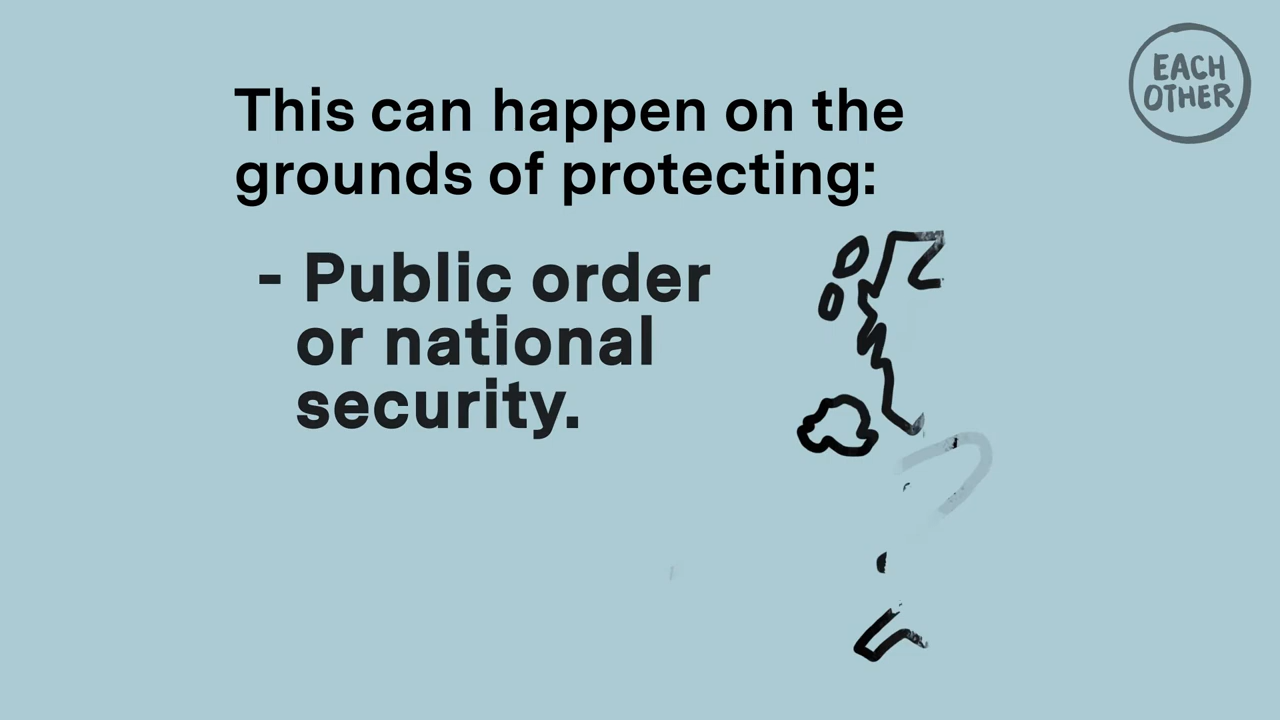 This can happen on the
grounds of protecting:
- Public order
or national
security.
EACH
OTHER